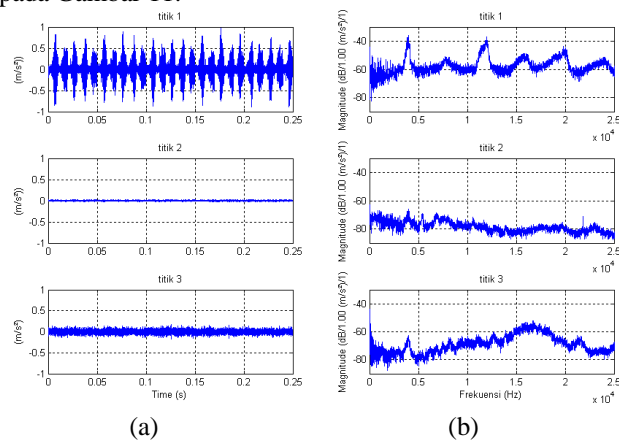 pada Gambar 11.
titik 1
(m/s²))
1
0.5
0
-0.5
-1
0 0.05 0.1 0.15 0.2 0.25
titik 2
(m/s²))
1
0.5
0
-0.5
-1
0 0.05 0.1 0.15 0.2 0.25
titik 3
(m/s²))
1
0.5
0
-0.5
-1
0 0.05 0.1 0.15 0.2 0.25
Time (s)
(a)
titik 1
Magnitude (dB/1.00 (m/s²)/1)
-40
-60
-80
0 0.5 1 1.5 2 2.5
x 10⁴
titik 2
Magnitude (dB/1.00 (m/s²)/1)
-40
-60
-80
0 0.5 1 1.5 2 2.5
x 10⁴
titik 3
Magnitude (dB/1.00 (m/s²)/1)
-40
-60
-80
0 0.5 1 1.5 2 2.5
Frekuensi (Hz)
x 10⁴
(b)